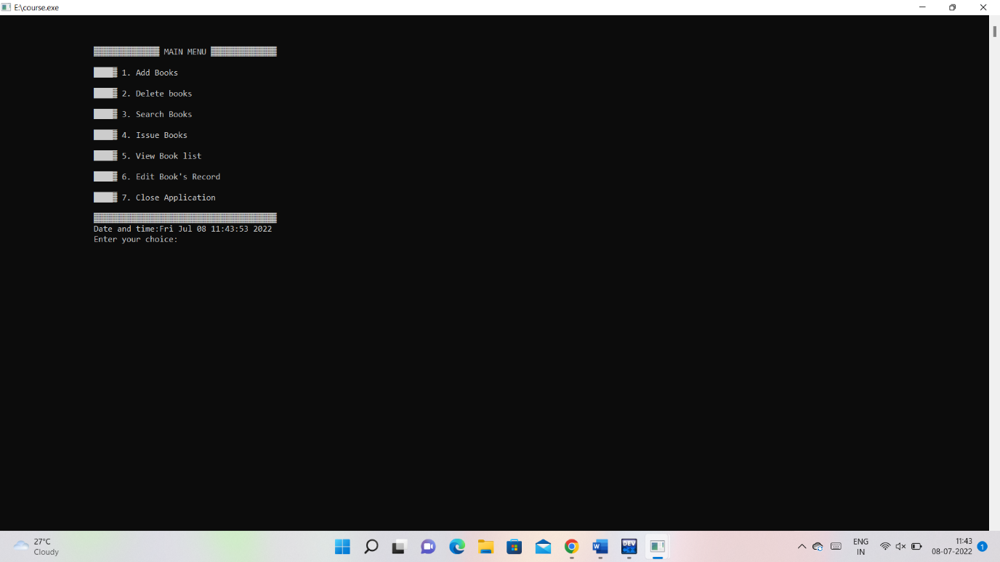 E:\course.exe
MAIN MENU
1. Add Books
2. Delete books
3. Search Books
4. Issue Books
5. View Book list
6. Edit Book's Record
7. Close Application
Date and time:Fri Jul 08 11:43:53 2022
Enter your choice:
27°C
Cloudy
W
DEV
C++
ENG
IN
11:43
08-07-2022
1